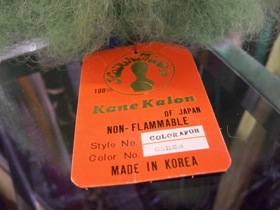 100%
Kane Kalon
OF JAPAN
NON-FLAMMABLE
Style No. COLORAFOR
Color No.
MADE IN KOREA